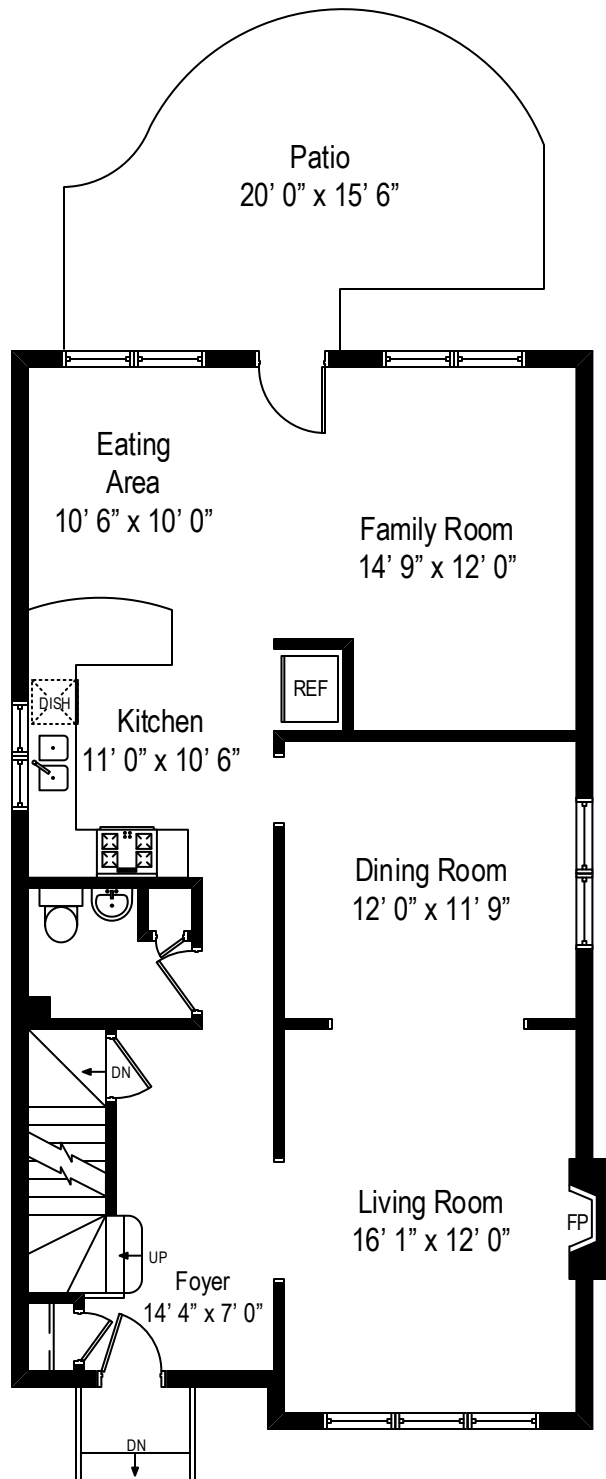 Patio
20’ 0” x 15’ 6”
Eating
Area
10’ 6” x 10’ 0”
Family Room
14’ 9” x 12’ 0”
REF
DISH
Kitchen
11’ 0” x 10’ 6”
Dining Room
12’ 0” x 11’ 9”
DN
Living Room
16’ 1” x 12’ 0”
FP
UP
Foyer
14’ 4” x 7’ 0”
DN